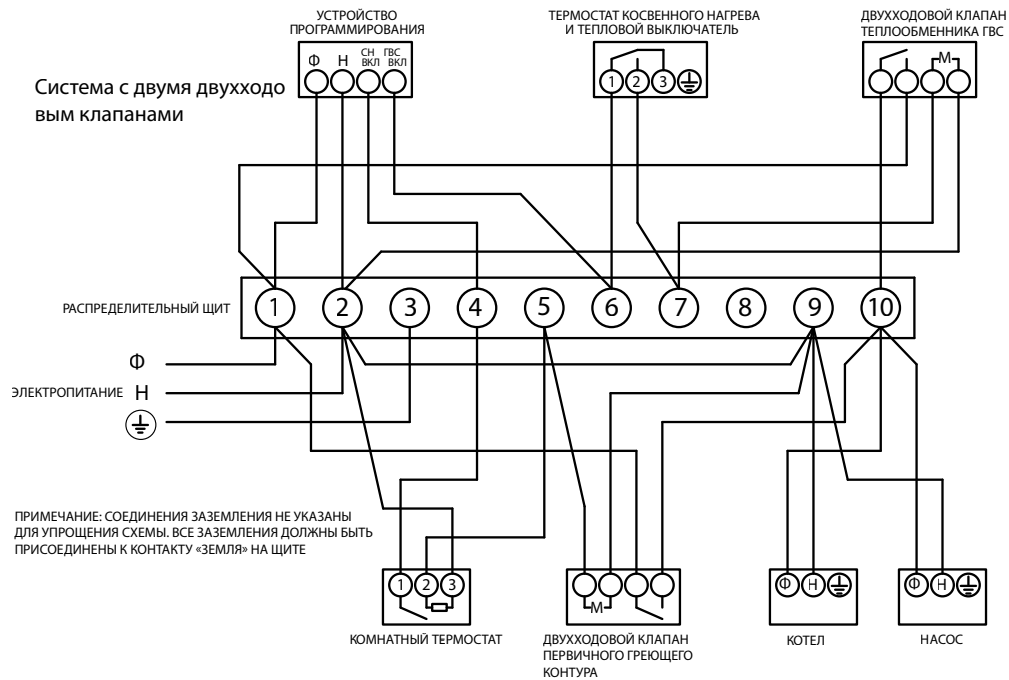 УСТРОЙСТВО
ПРОГРАММИРОВАНИЯ
Ф Н СН ВКЛ ГВС ВКЛ
ТЕРМОСТАТ КОСВЕННОГО НАГРЕВА
И ТЕПЛОВОЙ ВЫКЛЮЧАТЕЛЬ
1 2 3
ДВУХХОДОВОЙ КЛАПАН
ТЕПЛООБМЕННИКА ГВС
М
Система с двумя двухходо
вым клапанами
РАСПРЕДЕЛИТЕЛЬНЫЙ ЩИТ
1 2 3 4 5 6 7 8 9 10
Ф
ЭЛЕКТРОПИТАНИЕ Н
ПРИМЕЧАНИЕ: СОЕДИНЕНИЯ ЗАЗЕМЛЕНИЯ НЕ УКАЗАНЫ
ДЛЯ УПРОЩЕНИЯ СХЕМЫ. ВСЕ ЗАЗЕМЛЕНИЯ ДОЛЖНЫ БЫТЬ
ПРИСОЕДИНЕНЫ К КОНТАКТУ «ЗЕМЛЯ» НА ЩИТЕ
1 2 3
КОМНАТНЫЙ ТЕРМОСТАТ
М
ДВУХХОДОВОЙ КЛАПАН
ПЕРВИЧНОГО ГРЕЮЩЕГО
КОНТУРА
Ф Н
КОТЕЛ
Ф Н
НАСОС